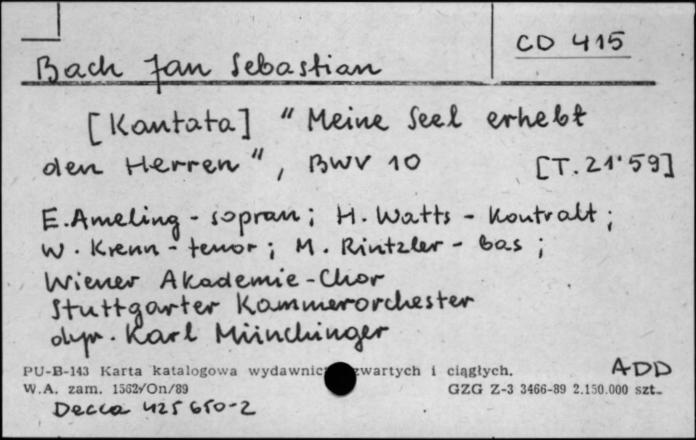 CD 415
Bach Jan Sebastian
[Kantata] "Meine Seel erhebt
den Herren", BWV 10 [T. 21'59]
E. Ameling - sopran; H. Watts - kontralt;
W. Krenn - tenor; M. Rintzler - bas;
Wiener Akademie-Chor
Stuttgarter Kammerorchester
dyr. Karl Münchinger
PU-B-143 Karta katalogowa wydawnic zwartych i ciągłych.
ADD
W.A. zam. 1562/On/89 GZG Z-3 3466-89 2.150.000 szt.
Decca 425 650-2